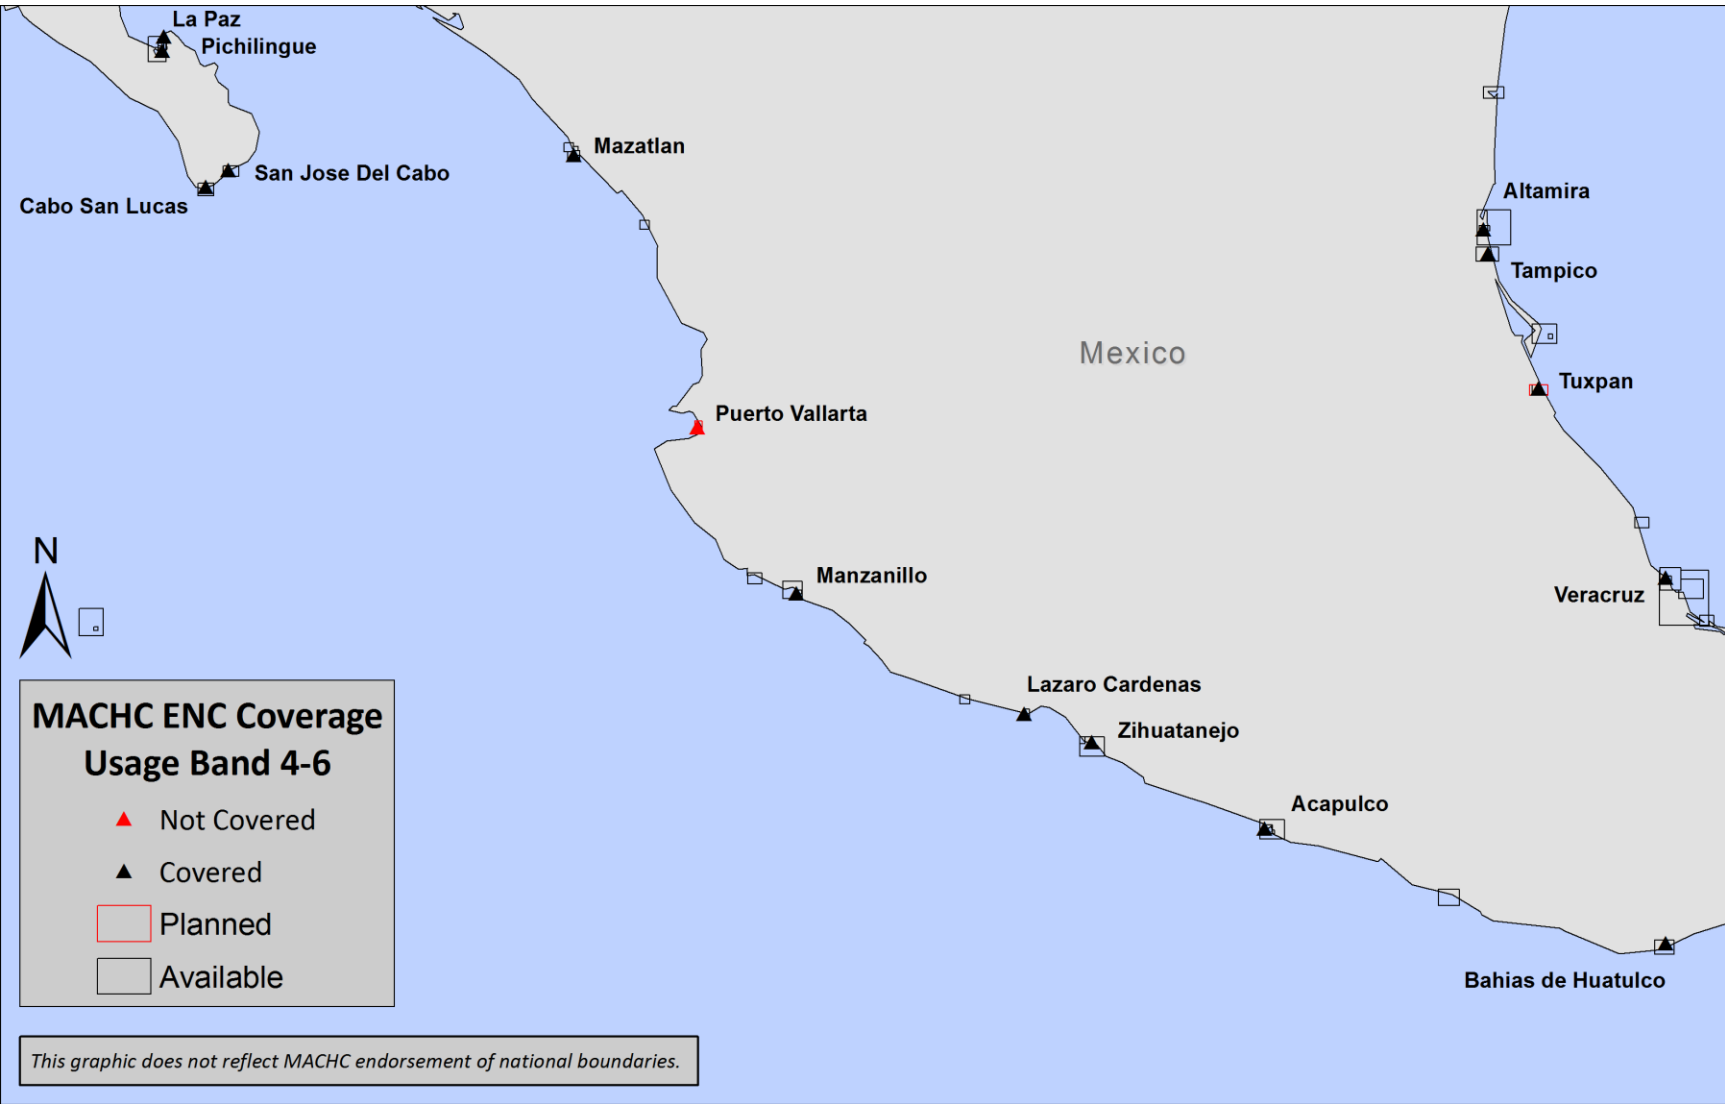 La Paz
Pichilingue
Mazatlan
San Jose Del Cabo
Cabo San Lucas
Altamira
Tampico
Mexico
Tuxpan
Puerto Vallarta
N
Manzanillo
Veracruz
Lazaro Cardenas
Zihuatanejo
Acapulco
Bahias de Huatulco
MACHC ENC Coverage
Usage Band 4-6
Not Covered
Covered
Planned
Available
This graphic does not reflect MACHC endorsement of national boundaries.